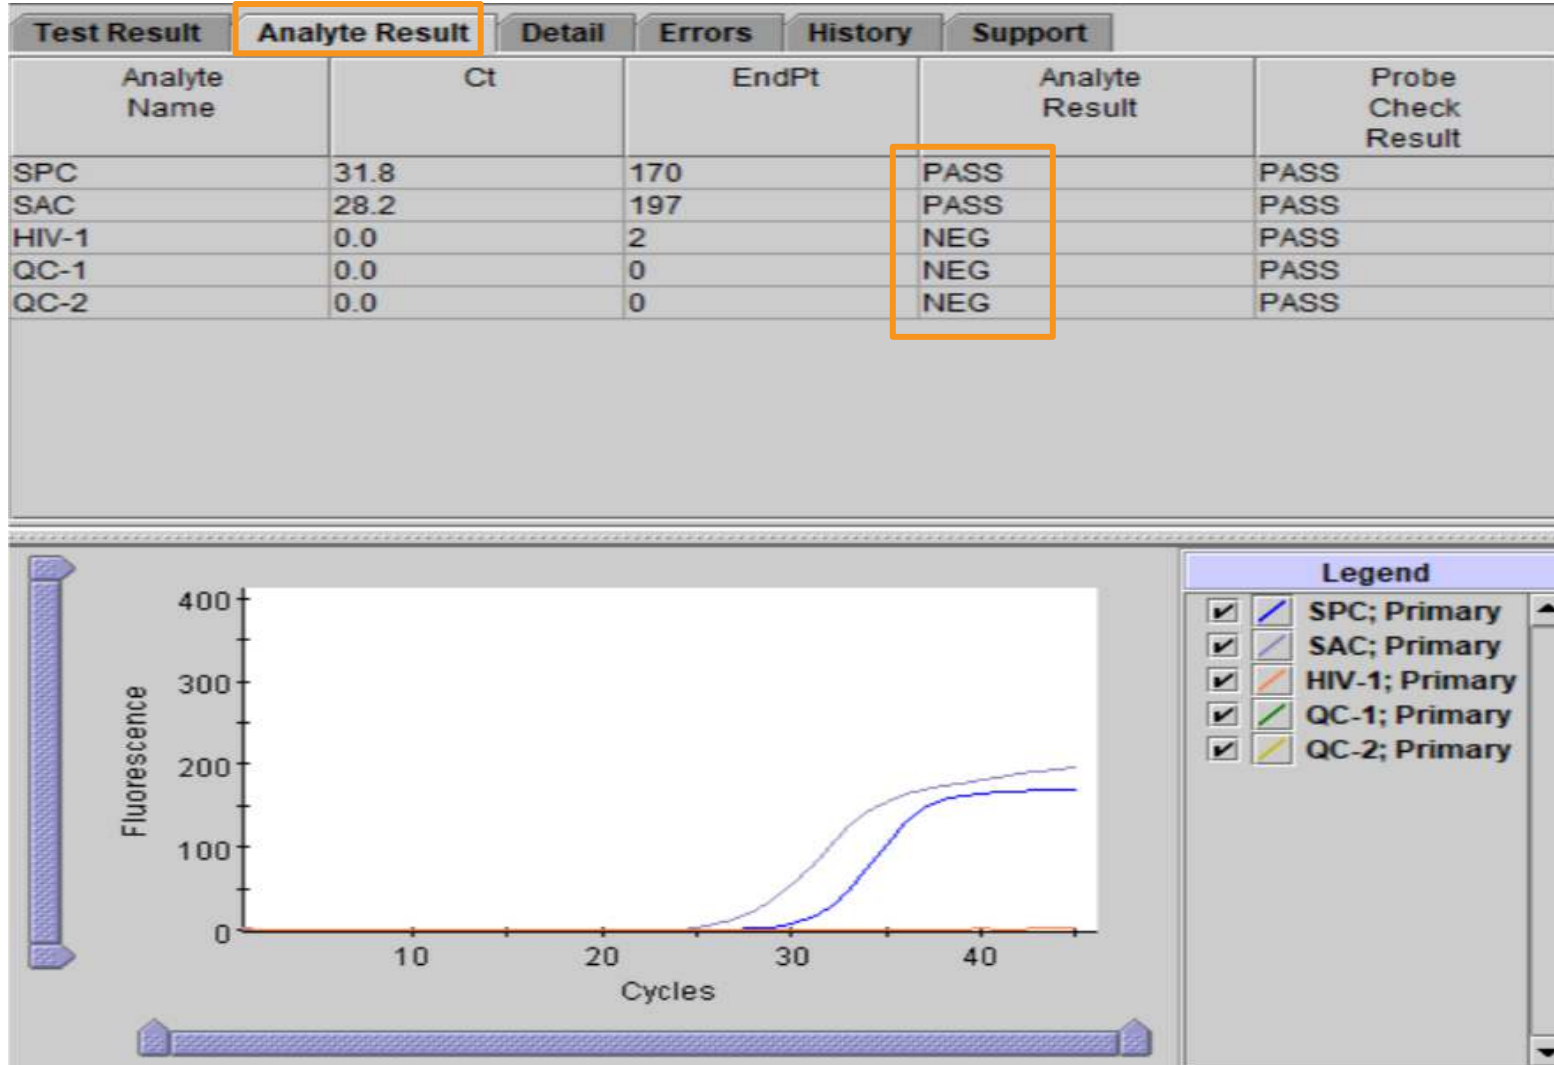 Test Result Analyte Result Detail Errors History Support
Analyte Name Ct EndPt Analyte Result Probe Check Result
SPC 31.8 170 PASS PASS
SAC 28.2 197 PASS PASS
HIV-1 0.0 2 NEG PASS
QC-1 0.0 0 NEG PASS
QC-2 0.0 0 NEG PASS
400
300
200
100
0
Fluorescence
10 20 30 40
Cycles
Legend
SPC; Primary
SAC; Primary
HIV-1; Primary
QC-1; Primary
QC-2; Primary